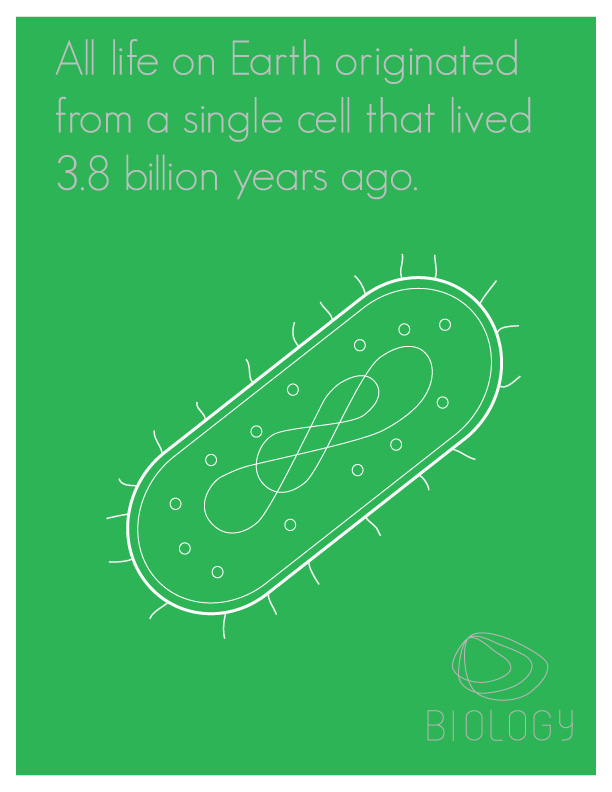 All life on Earth originated
from a single cell that lived
3.8 billion years ago.
BIOLOGY